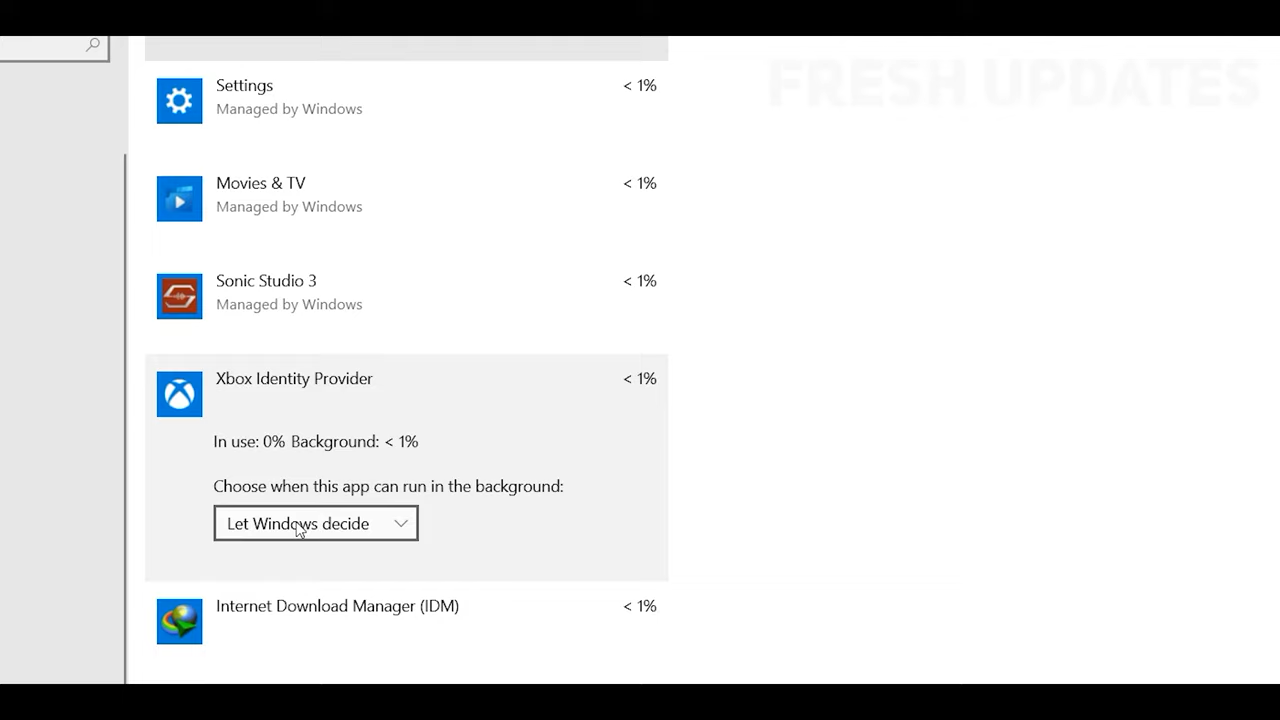 FRESH UPDATES
Settings < 1%
Managed by Windows
Movies & TV < 1%
Managed by Windows
Sonic Studio 3 < 1%
Managed by Windows
Xbox Identity Provider < 1%
In use: 0% Background: < 1%
Choose when this app can run in the background:
Let Windows decide
Internet Download Manager (IDM) < 1%